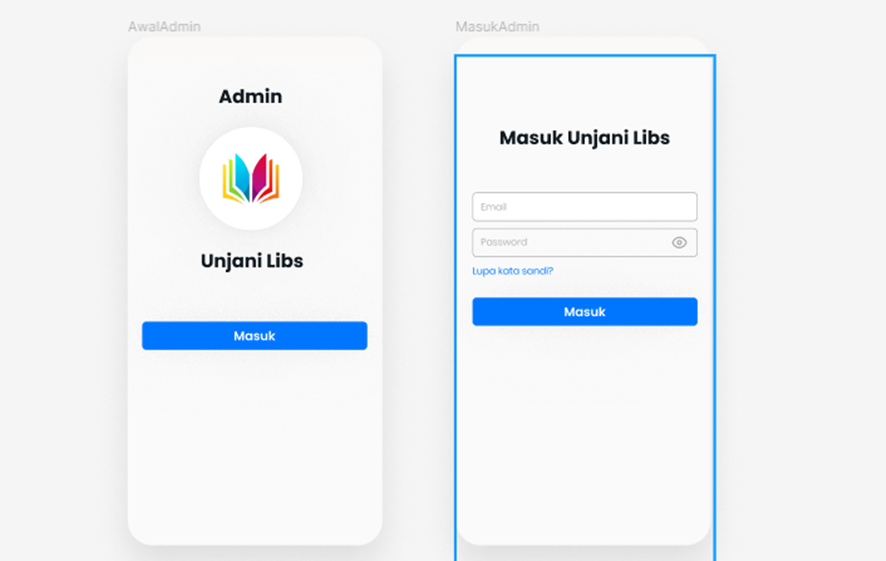 AwalAdmin
Admin
Unjani Libs
Masuk
MasukAdmin
Masuk Unjani Libs
Email
Password
Lupa kata sandi?
Masuk